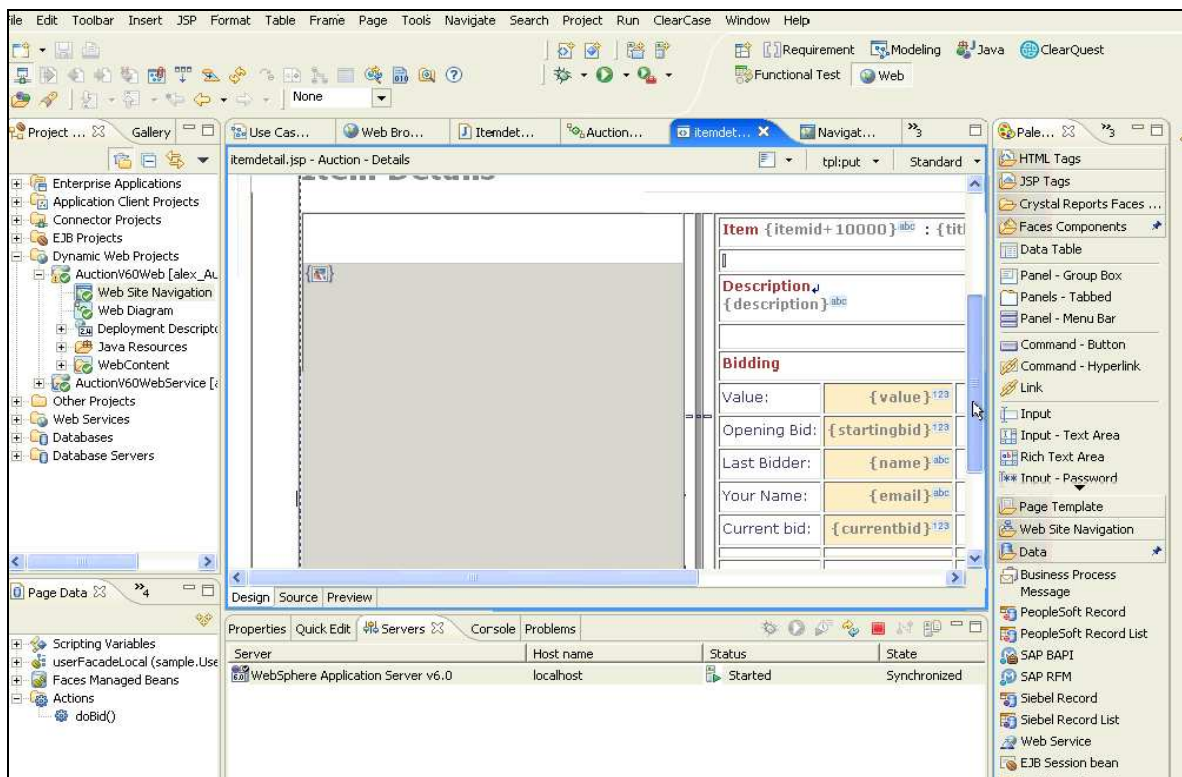 ile Edit Toolbar Insert JSP Format Table Frame Page Tools Navigate Search Project Run ClearCase Window Help
Requirement Modeling Java ClearQuest
Functional Test Web
None
Project ... Gallery
Enterprise Applications
Application Client Projects
Connector Projects
EJB Projects
Dynamic Web Projects
AuctionV60Web [alex_Au
Web Site Navigation
Web Diagram
Deployment Descripto
Java Resources
WebContent
AuctionV60WebService [a
Other Projects
Web Services
Databases
Database Servers
Page Data 4
Scripting Variables
userFacadeLocal (sample.Use
Faces Managed Beans
Actions
doBid()
Use Cas... Web Bro... Itemdet... Auction... itemdet... Navigat... 3
itemdetail.jsp - Auction - Details tpl:put Standard
Item Details
Item {itemid+10000} abc : {titl
Description
{description} abc
Bidding
Value: {value} 123
Opening Bid: {startingbid} 123
Last Bidder: {name} abc
Your Name: {email} abc
Current bid: {currentbid} 123
Design Source Preview
Properties Quick Edit Servers Console Problems
Server Host name Status State
WebSphere Application Server v6.0 localhost Started Synchronized
Pale... 3
HTML Tags
JSP Tags
Crystal Reports Faces ...
Faces Components
Data Table
Panel - Group Box
Panels - Tabbed
Panel - Menu Bar
Command - Button
Command - Hyperlink
Link
Input
Input - Text Area
Rich Text Area
Input - Password
Page Template
Web Site Navigation
Data
Business Process
Message
PeopleSoft Record
PeopleSoft Record List
SAP BAPI
SAP RFM
Siebel Record
Siebel Record List
Web Service
EJB Session bean